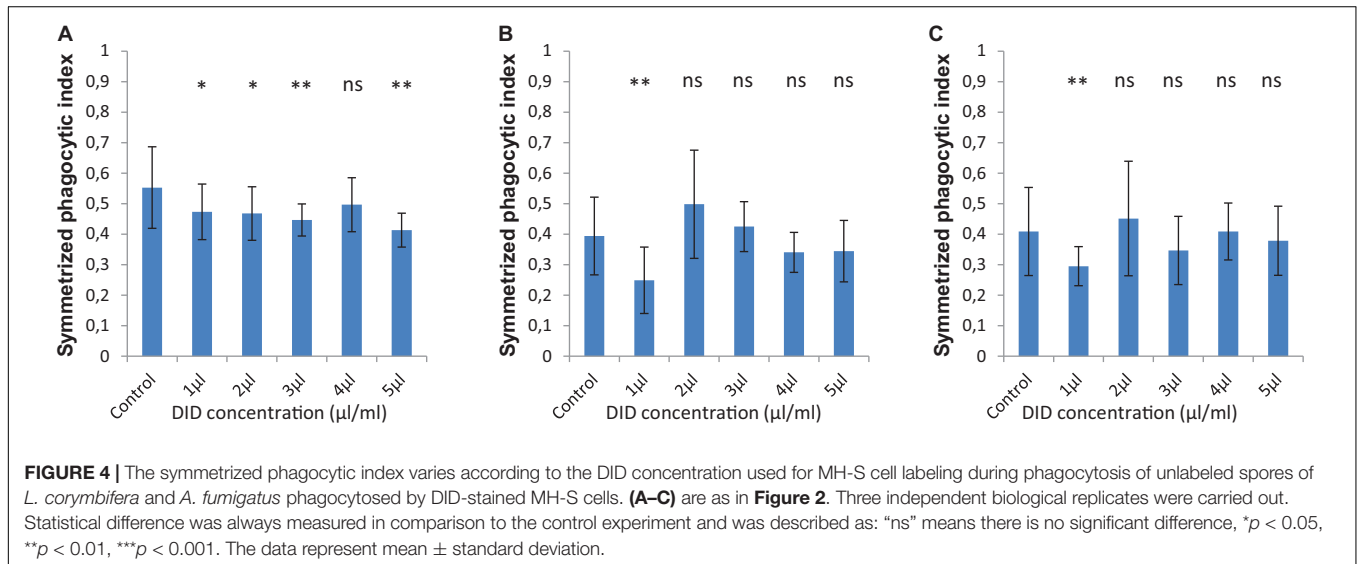 A
B
C
Symmetrized phagocytic index
1
0,9
0,8
0,7
0,6
0,5
0,4
0,3
0,2
0,1
0
* * ** ns **
Control 1µl 2µl 3µl 4µl 5µl
DID concentration (µl/ml)
Symmetrized phagocytic index
1
0,9
0,8
0,7
0,6
0,5
0,4
0,3
0,2
0,1
0
** ns ns ns ns
Control 1µl 2µl 3µl 4µl 5µl
DID concentration (µl/ml)
Symmetrized phagocytic index
1
0,9
0,8
0,7
0,6
0,5
0,4
0,3
0,2
0,1
0
** ns ns ns ns
Control 1µl 2µl 3µl 4µl 5µl
DID concentration (µl/ml)
FIGURE 4 | The symmetrized phagocytic index varies according to the DID concentration used for MH-S cell labeling during phagocytosis of unlabeled spores of
L. corymbifera and A. fumigatus phagocytosed by DID-stained MH-S cells. (A–C) are as in Figure 2. Three independent biological replicates were carried out.
Statistical difference was always measured in comparison to the control experiment and was described as: “ns” means there is no significant difference, *p < 0.05,
**p < 0.01, ***p < 0.001. The data represent mean ± standard deviation.